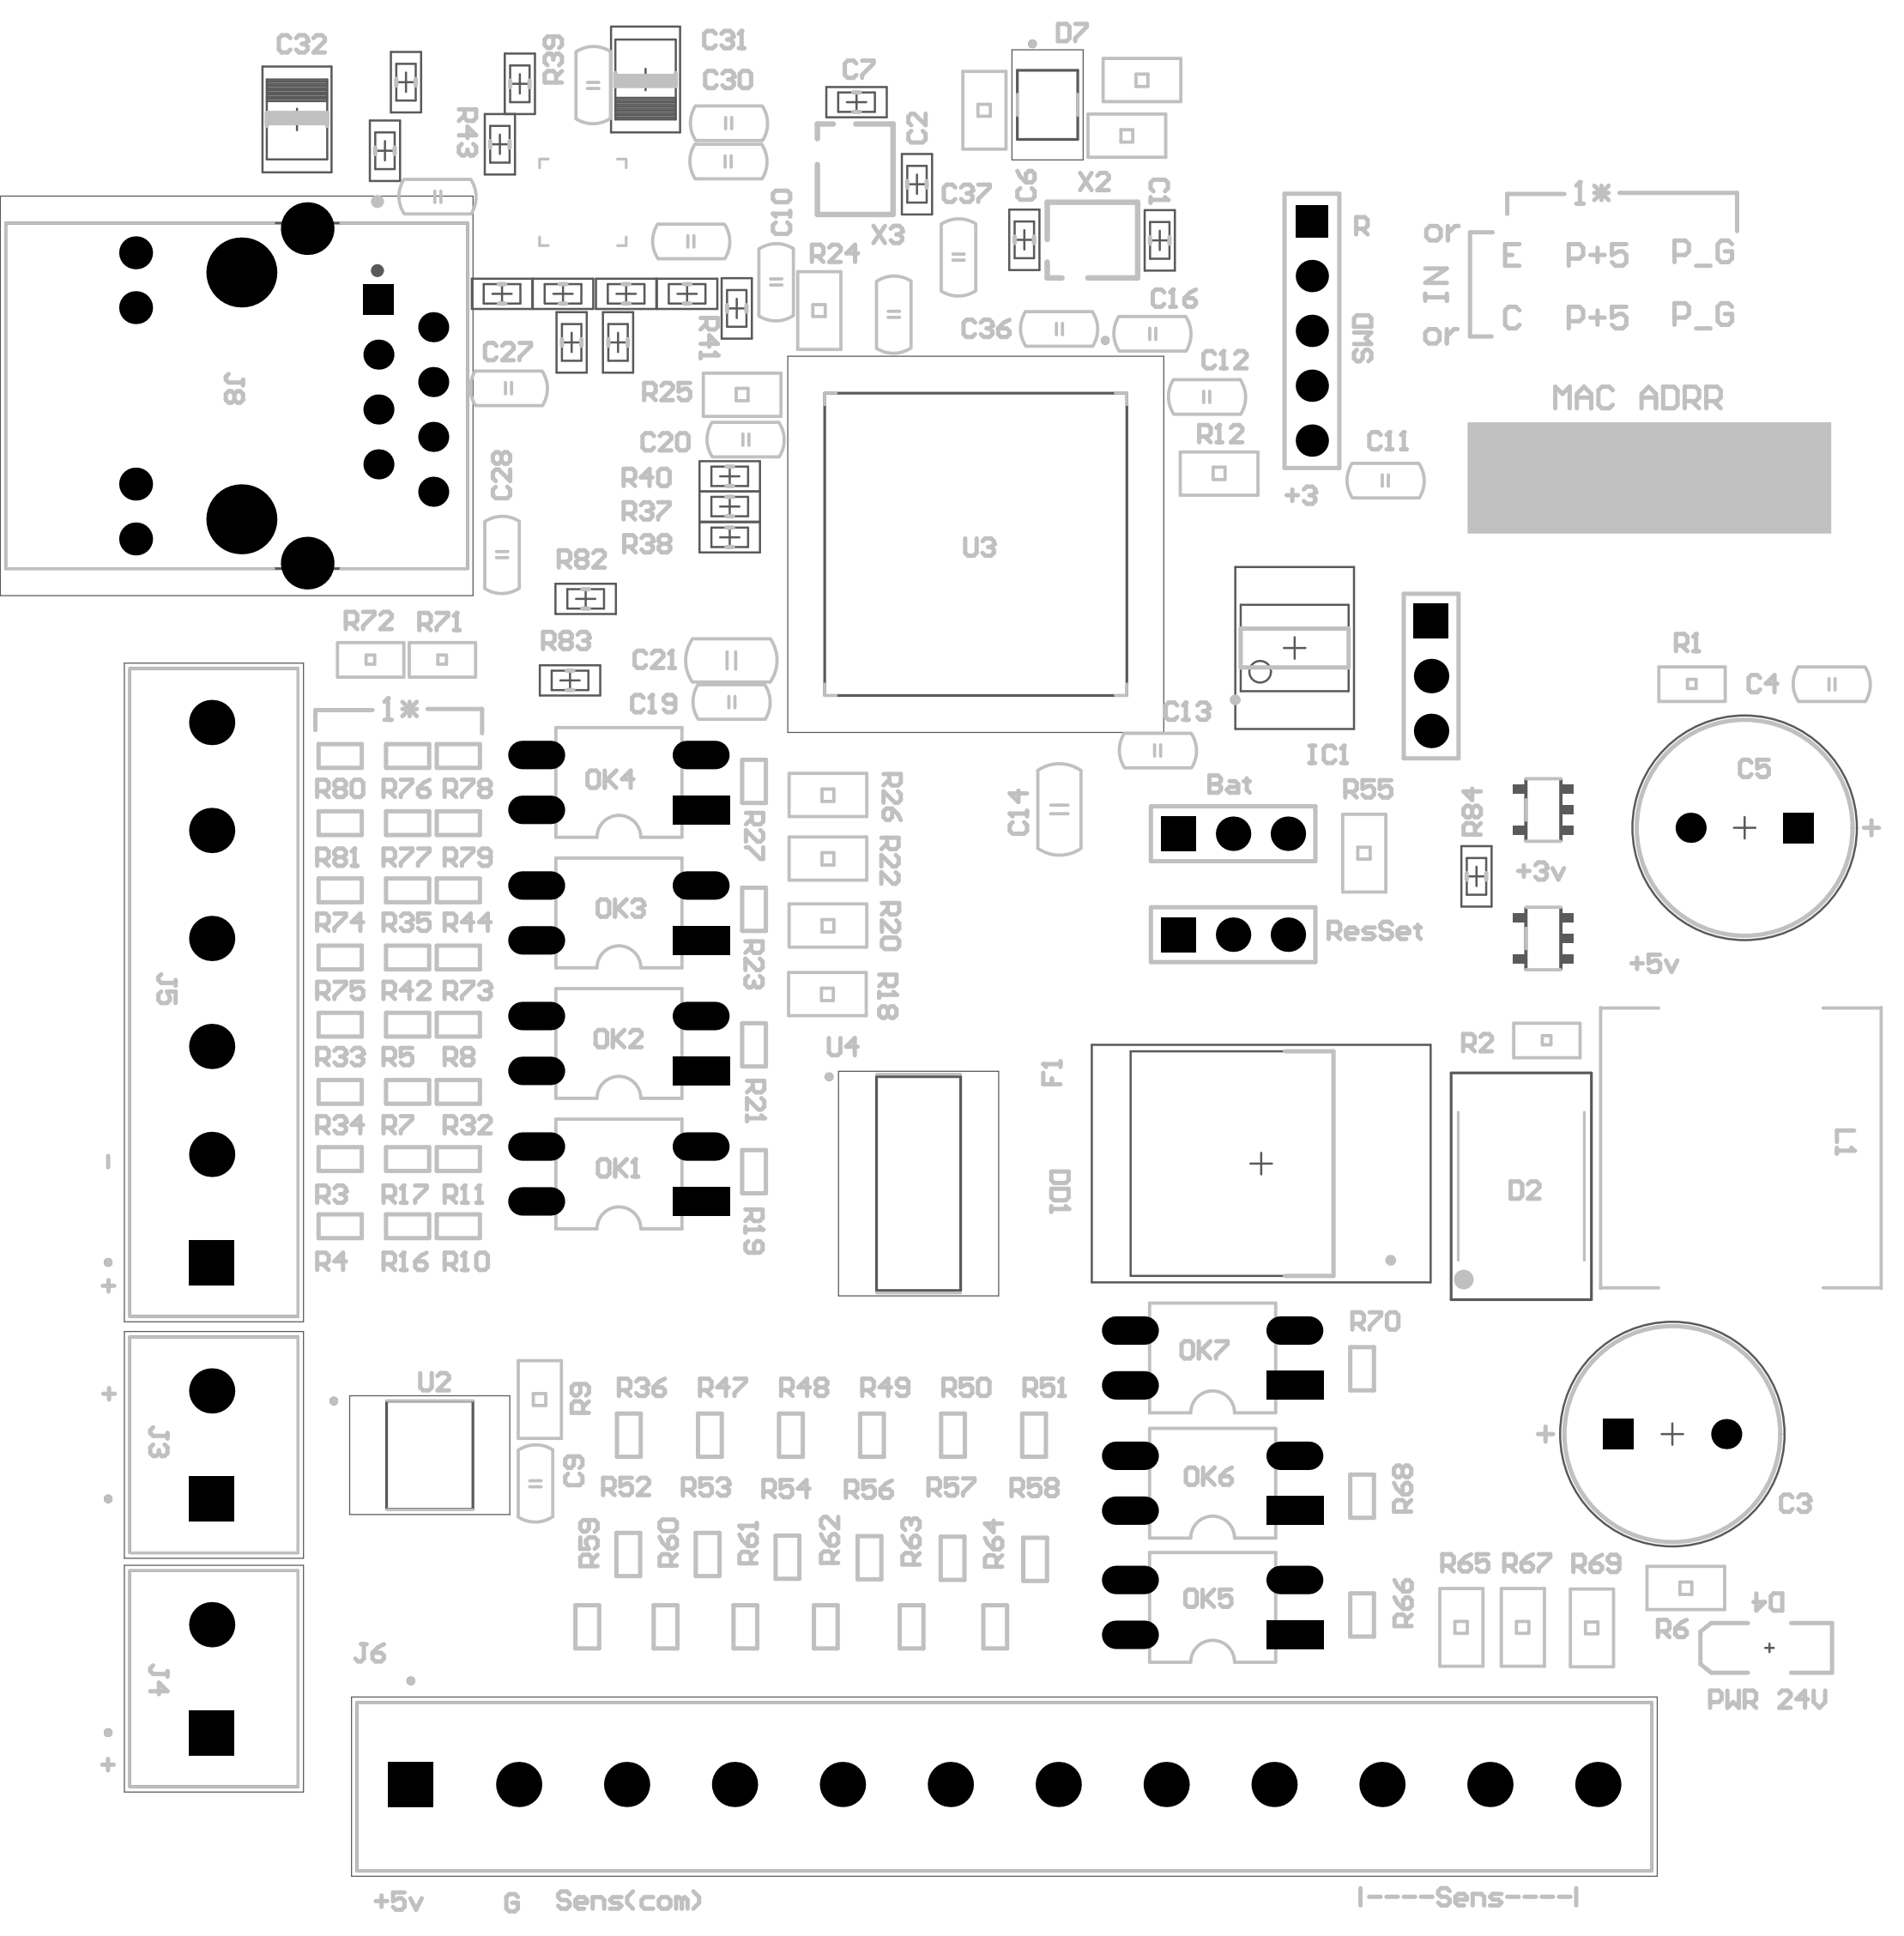 C32
R39
C31
D7
C30
C7
R43
C2
C10
C37
C6
X2
C1
1*
X3
R24
R
or
E P+5 P_G
IN
C P+5 P_G
or
C16
C36
R41
C27
SWD
C12
J8
R25
MAC ADRR
C20
R12
C11
C28
R40
+3
R37
R38
U3
R82
R72
R71
R83
R1
C21
C4
C19
C13
1*
IC1
C5
OK4
Bat
R55
R80 R76 R78
R26
C14
R84
+
R27
R81 R77 R79
R22
+3v
OK3
R74 R35 R44
R20
ResSet
R23
+5v
J5
R75 R42 R73
R18
OK2
U4
R2
R33 R5 R8
F1
R21
R34 R7 R32
L1
-
OK1
DD1
D2
R3 R17 R11
R19
R4 R16 R10
+
R70
OK7
U2
R9
R36 R47 R48 R49 R50 R51
+
J3
+
C9
OK6
R68
R52 R53 R54 R56 R57 R58
C3
R59 R60 R61 R62 R63 R64
R65 R67 R69
OK5
R66
D4
R6
J6
J4
PWR 24V
+
+5v G Sens(com) |----Sens----|